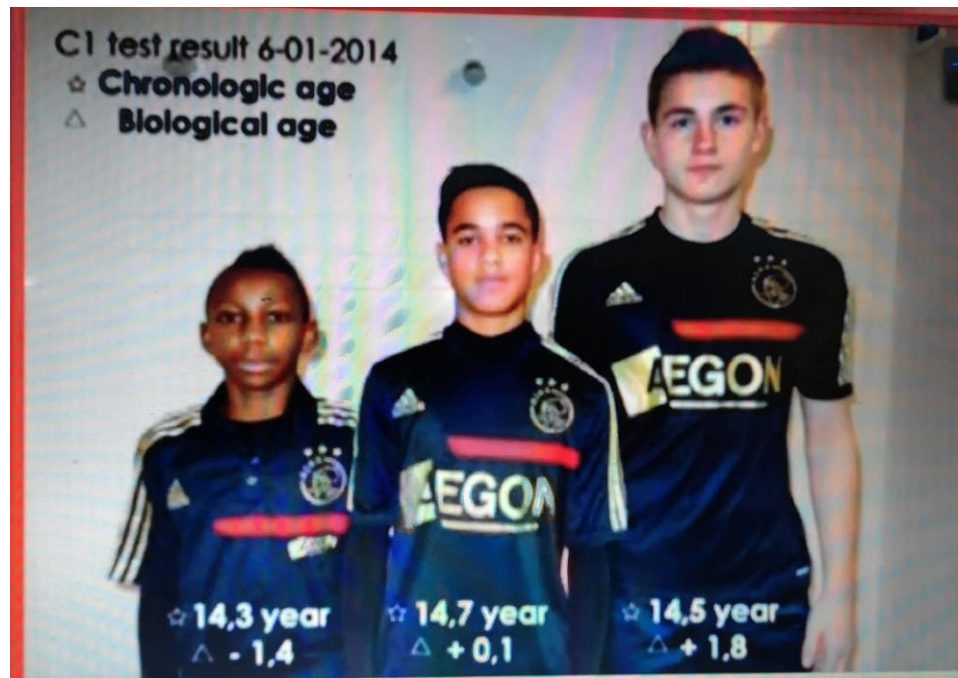 C1 test result 6-01-2014
☆ Chronologic age
△ Biological age
AEGON
AEGON
☆ 14,3 year
△ - 1,4
☆ 14,7 year
△ + 0,1
☆ 14,5 year
△ + 1,8